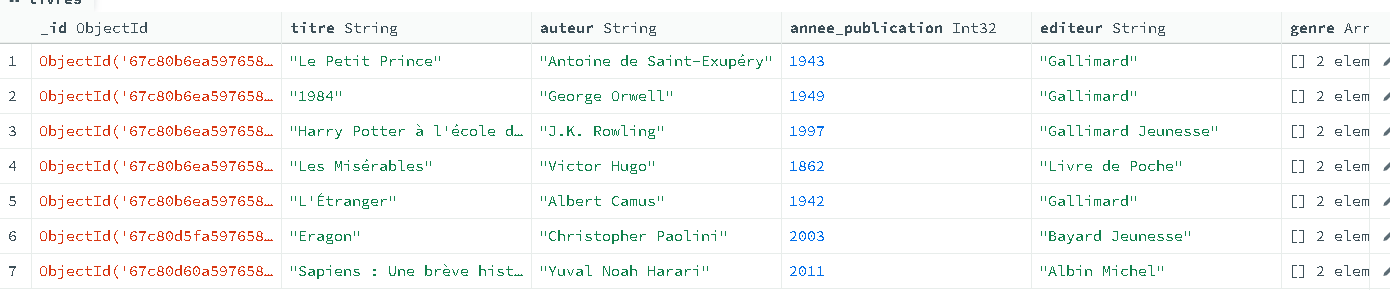 livres
_id ObjectId titre String auteur String annee_publication Int32 editeur String genre Arr
1 ObjectId('67c80b6ea597658… "Le Petit Prince" "Antoine de Saint-Exupéry" 1943 "Gallimard" [] 2 elem
2 ObjectId('67c80b6ea597658… "1984" "George Orwell" 1949 "Gallimard" [] 2 elem
3 ObjectId('67c80b6ea597658… "Harry Potter à l'école d… "J.K. Rowling" 1997 "Gallimard Jeunesse" [] 2 elem
4 ObjectId('67c80b6ea597658… "Les Misérables" "Victor Hugo" 1862 "Livre de Poche" [] 2 elem
5 ObjectId('67c80b6ea597658… "L'Étranger" "Albert Camus" 1942 "Gallimard" [] 2 elem
6 ObjectId('67c80d5fa597658… "Eragon" "Christopher Paolini" 2003 "Bayard Jeunesse" [] 2 elem
7 ObjectId('67c80d60a597658… "Sapiens : Une brève hist… "Yuval Noah Harari" 2011 "Albin Michel" [] 2 elem